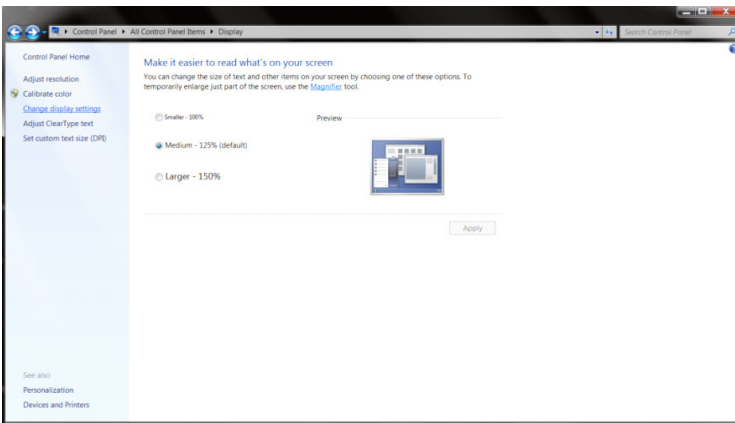 Control Panel ▸ All Control Panel Items ▸ Display
Search Control Panel
Control Panel Home
Adjust resolution
Calibrate color
Change display settings
Adjust ClearType text
Set custom text size (DPI)
Make it easier to read what's on your screen
You can change the size of text and other items on your screen by choosing one of these options. To
temporarily enlarge just part of the screen, use the Magnifier tool.
Smaller - 100%
Preview
Medium - 125% (default)
Larger - 150%
Apply
See also
Personalization
Devices and Printers